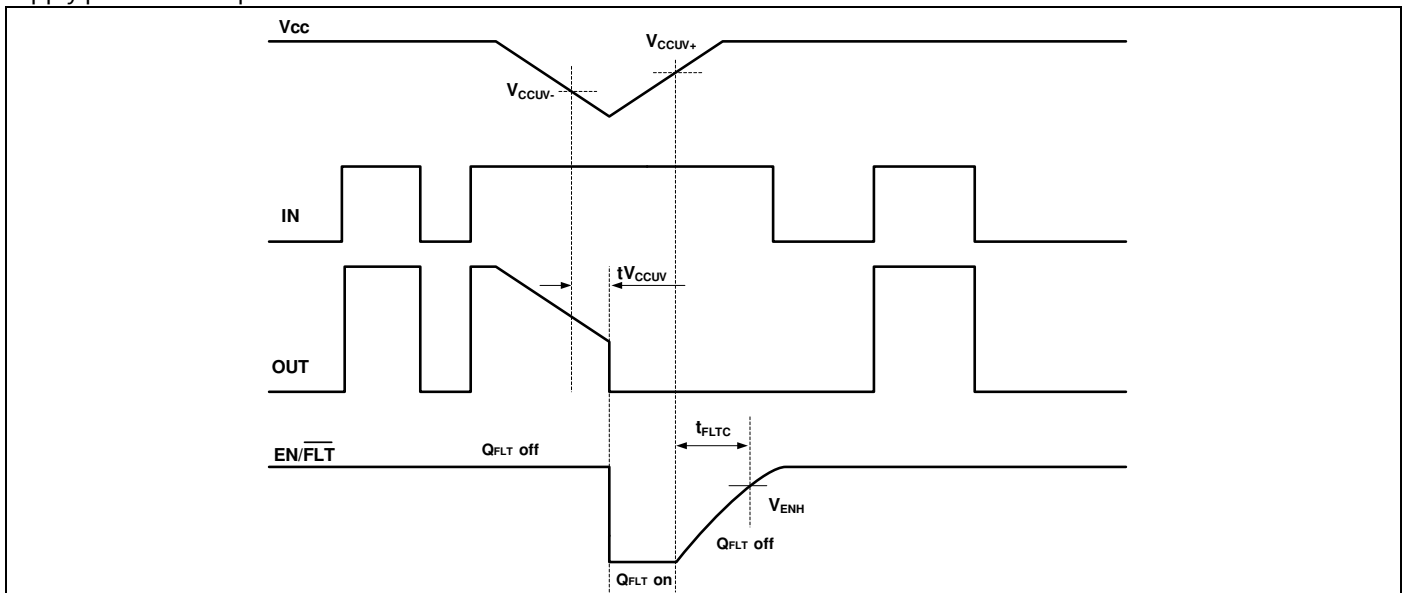 Vcc
VCCUV+
VCCUV-
IN
tVCCUV
OUT
tFLTC
EN/FLT
QFLT off
VENH
QFLT off
QFLT on